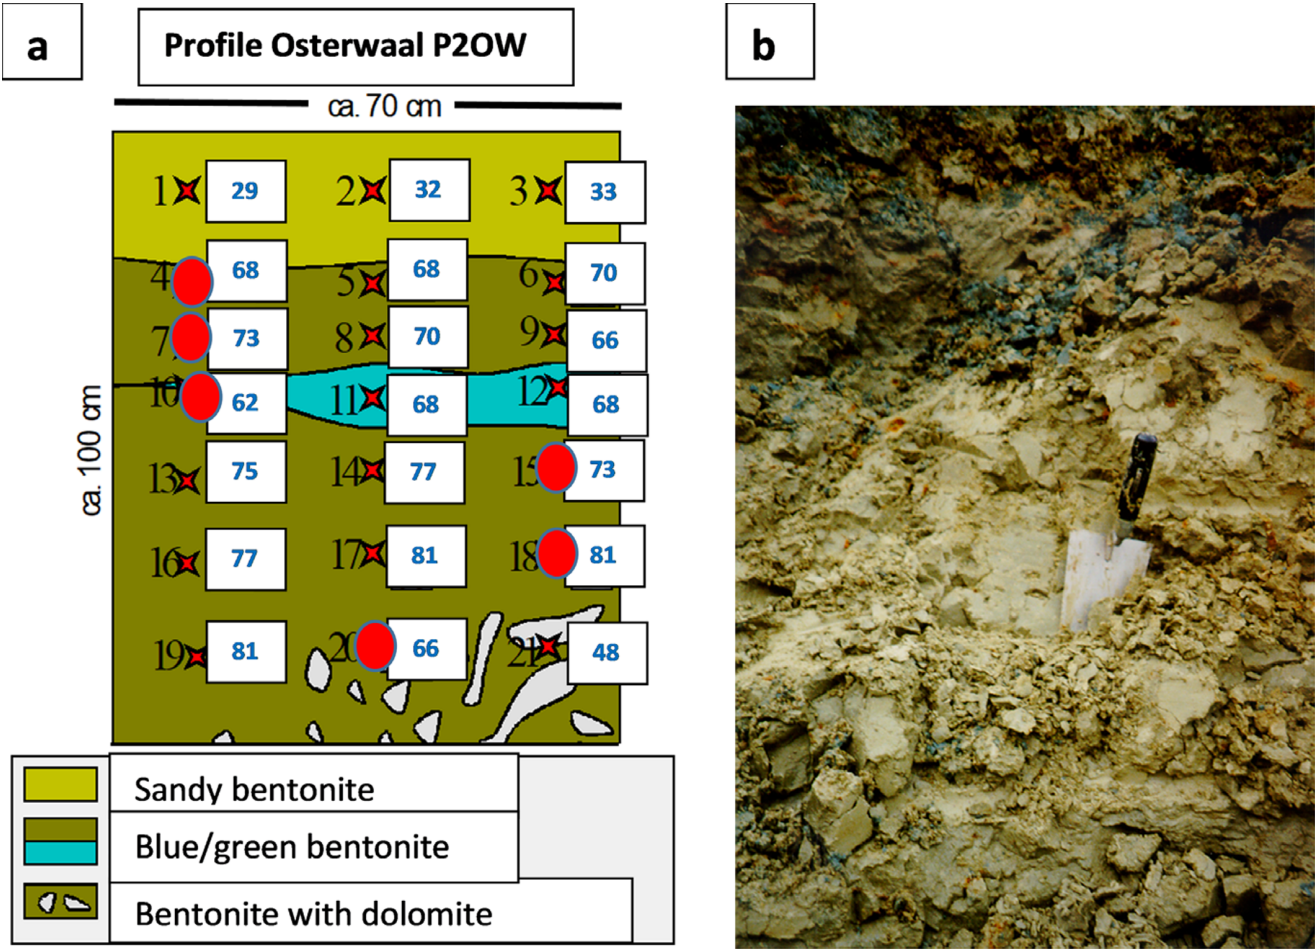 a
Profile Osterwaal P2OW
b
ca. 70 cm
1 29 2 32 3 33
4 68 5 68 6 70
7 73 8 70 9 66
10 62 11 68 12 68
ca. 100 cm
13 75 14 77 15 73
16 77 17 81 18 81
19 81 20 66 21 48
Sandy bentonite
Blue/green bentonite
Bentonite with dolomite